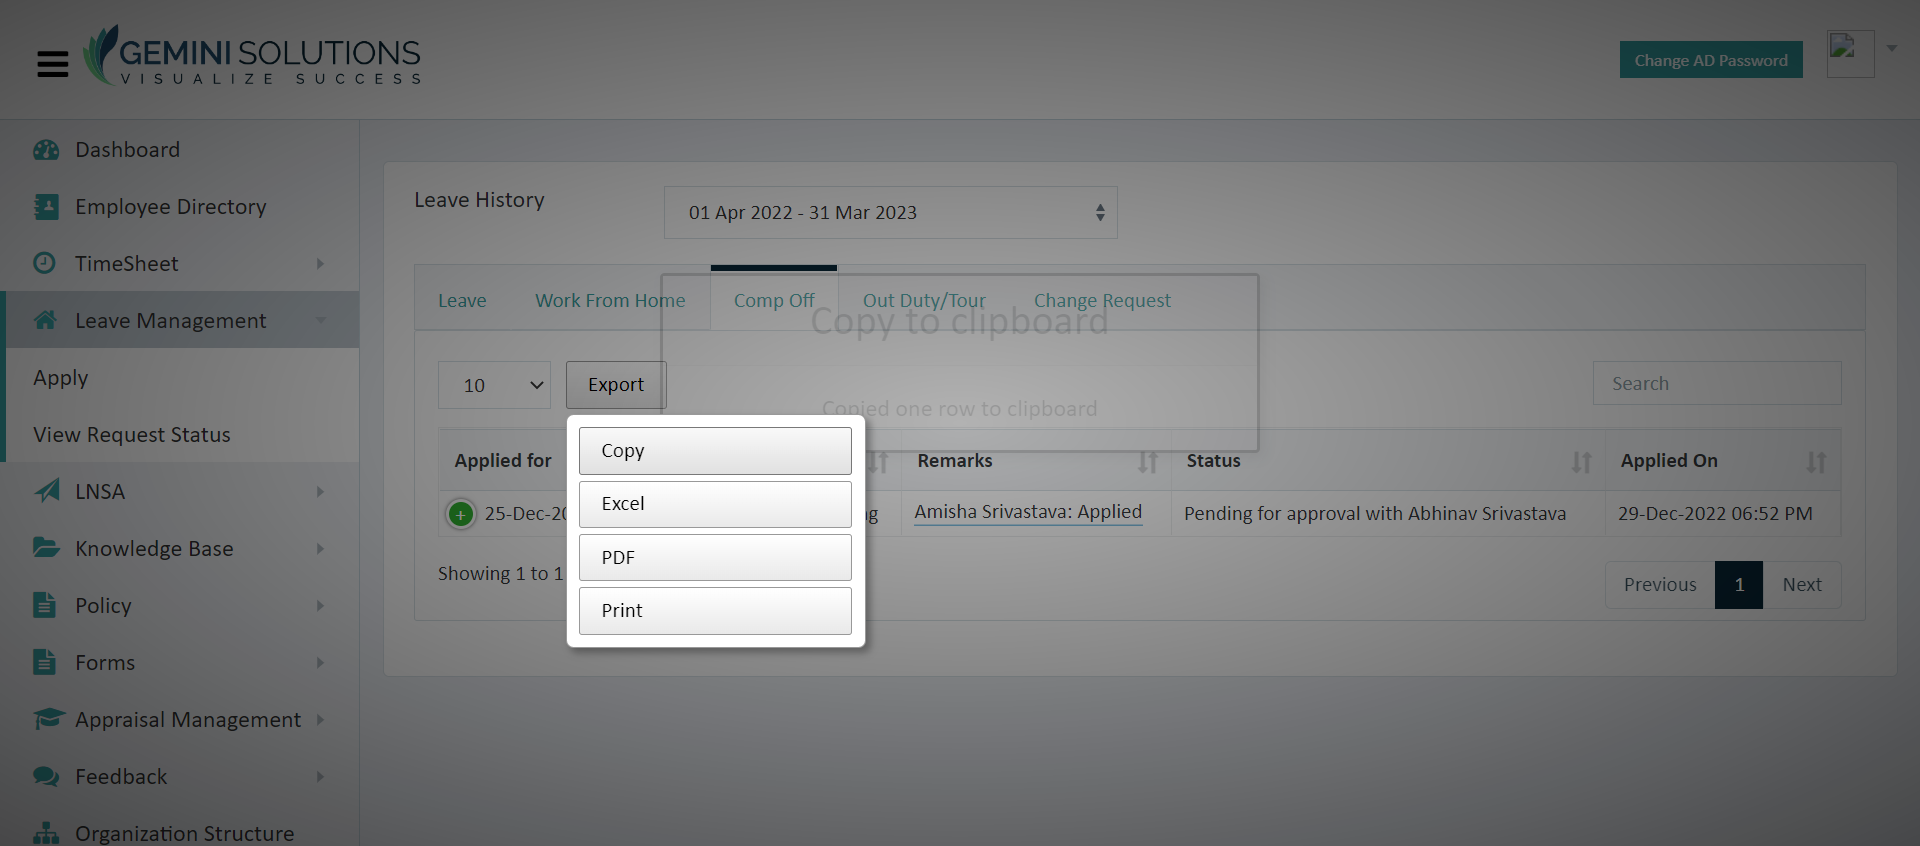 GEMINI SOLUTIONS
VISUALIZE SUCCESS
Change AD Password
Dashboard
Employee Directory
TimeSheet
Leave Management
Apply
View Request Status
LNSA
Knowledge Base
Policy
Forms
Appraisal Management
Feedback
Organization Structure
Leave History
01 Apr 2022 - 31 Mar 2023
Leave Work From Home Comp Off Out Duty/Tour Change Request
Copy to clipboard
Copied one row to clipboard
10 Export Search
Copy
Excel
PDF
Print
Applied for Remarks Status Applied On
25-Dec-20 Amisha Srivastava: Applied Pending for approval with Abhinav Srivastava 29-Dec-2022 06:52 PM
Showing 1 to 1
Previous 1 Next